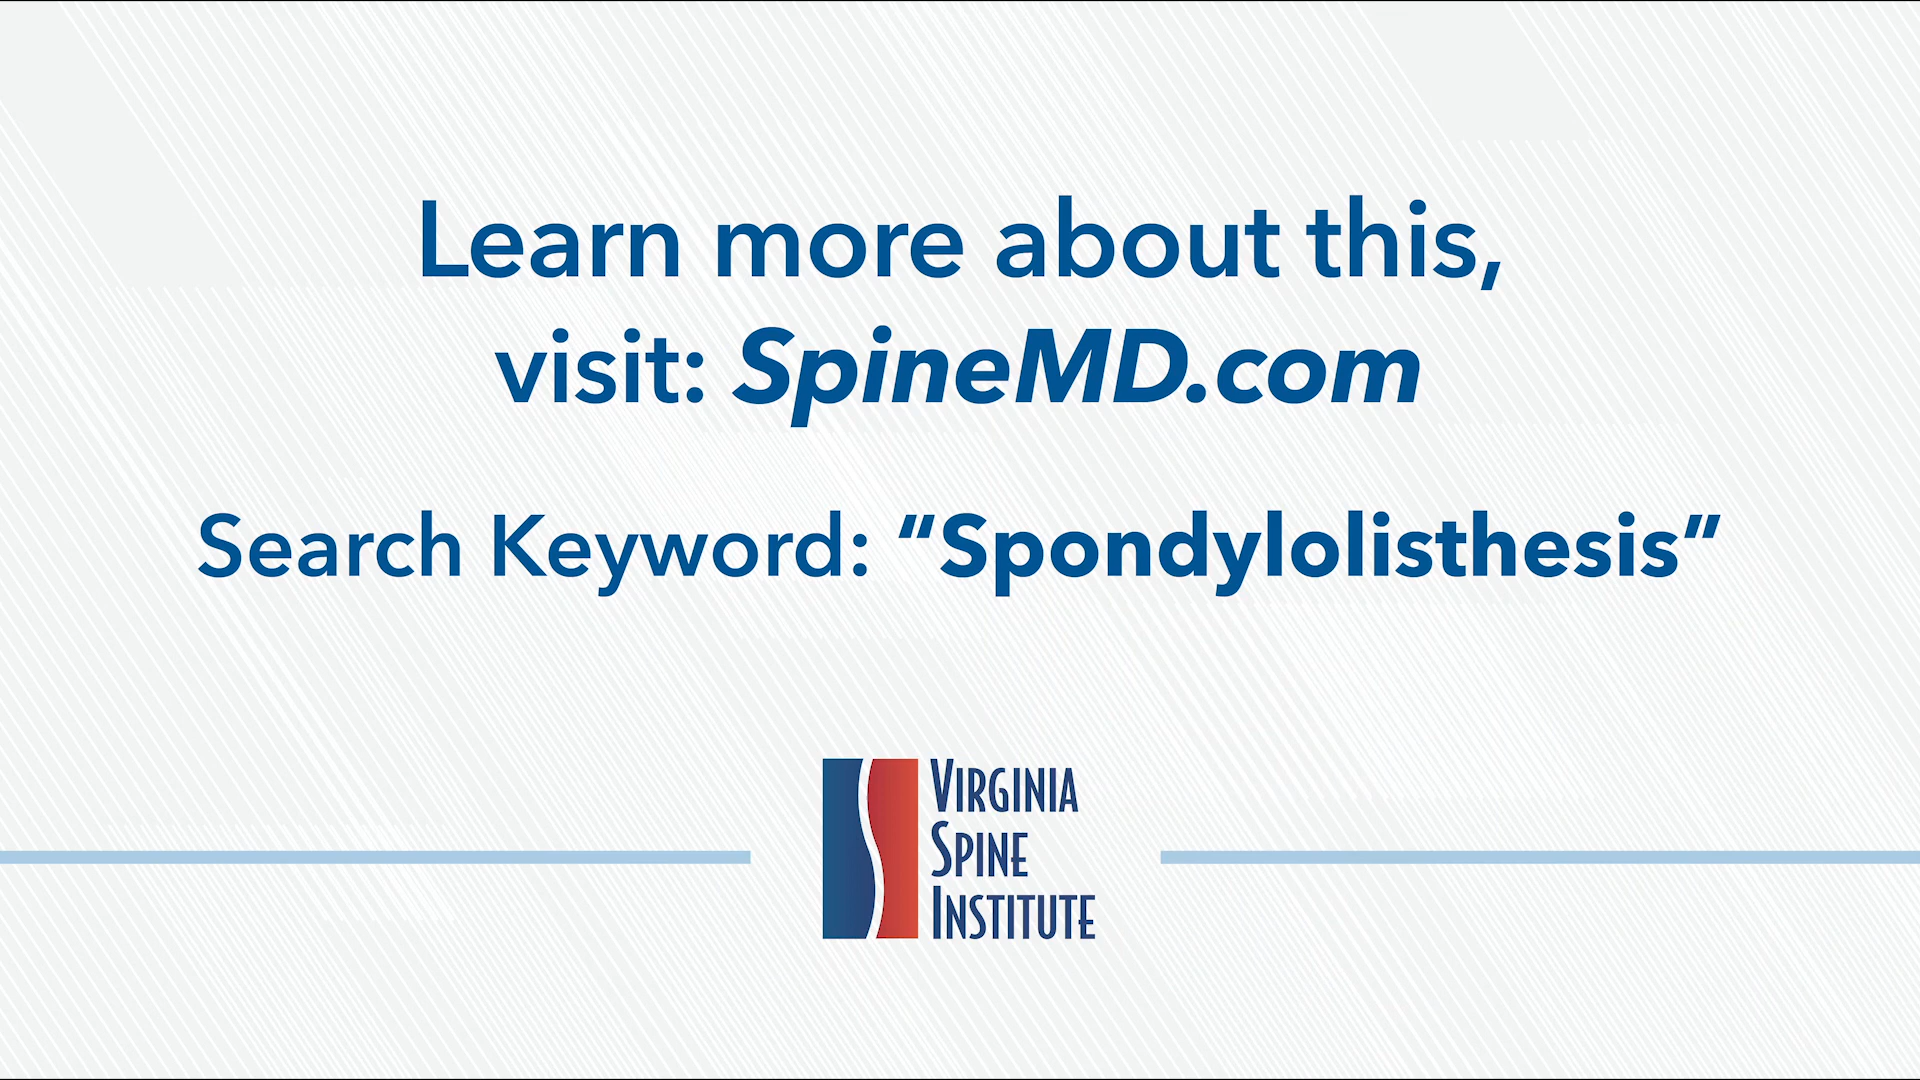 Learn more about this,
visit: SpineMD.com
Search Keyword: “Spondylolisthesis”
VIRGINIA
SPINE
INSTITUTE